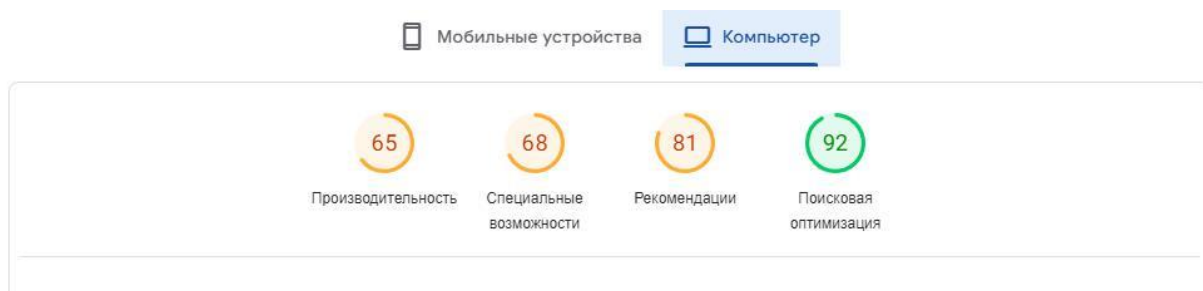 Мобильные устройства
Компьютер
65
68
81
92
Производительность
Специальные
возможности
Рекомендации
Поисковая
оптимизация